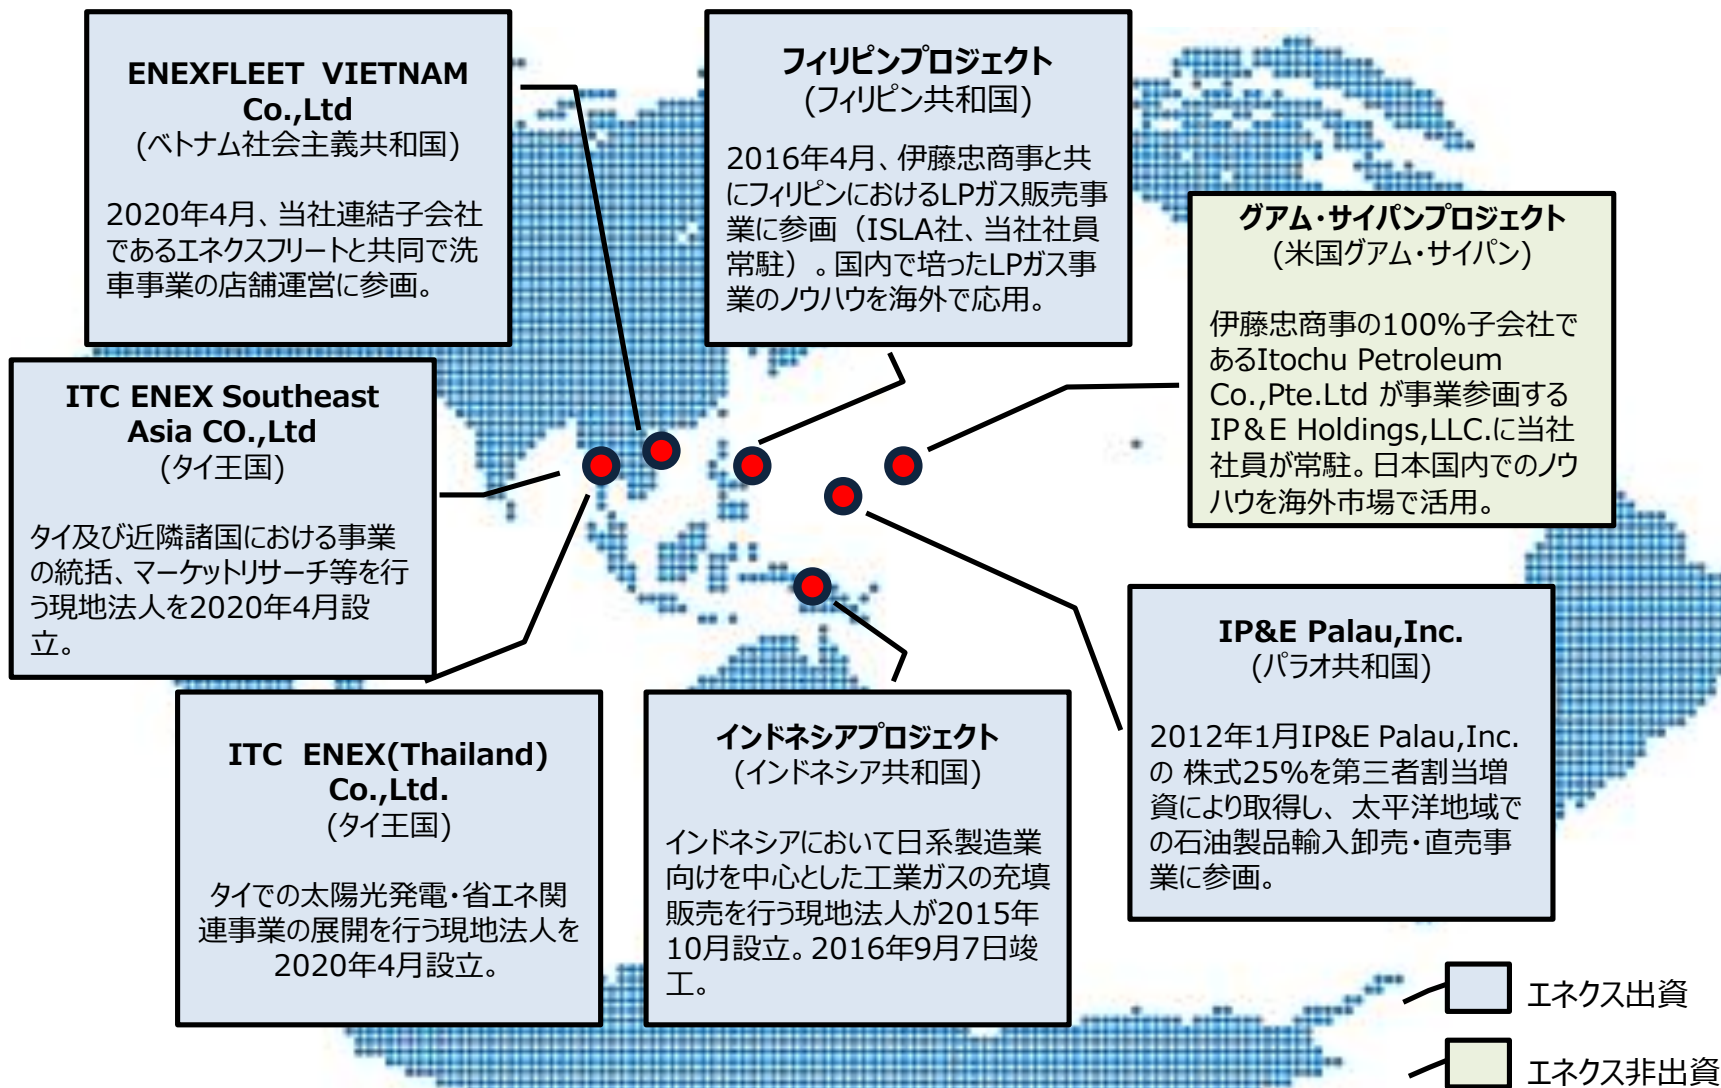 ENEXFLEET VIETNAM
Co.,Ltd
(ベトナム社会主義共和国)
2020年4月、当社連結子会社
であるエネクスフリートと共同で洗
車事業の店舗運営に参画。
フィリピンプロジェクト
(フィリピン共和国)
2016年4月、伊藤忠商事と共
にフィリピンにおけるLPガス販売事
業に参画（ISLA社、当社社員
常駐）。国内で培ったLPガス事
業のノウハウを海外で応用。
グアム・サイパンプロジェクト
(米国グアム・サイパン)
伊藤忠商事の100%子会社で
あるItochu Petroleum
Co.,Pte.Ltd が事業参画する
IP＆E Holdings,LLC.に当社
社員が常駐。日本国内でのノウ
ハウを海外市場で活用。
ITC ENEX Southeast
Asia CO.,Ltd
(タイ王国)
タイ及び近隣諸国における事業
の統括、マーケットリサーチ等を行
う現地法人を2020年4月設
立。
ITC ENEX(Thailand)
Co.,Ltd.
(タイ王国)
タイでの太陽光発電・省エネ関
連事業の展開を行う現地法人を
2020年4月設立。
インドネシアプロジェクト
(インドネシア共和国)
インドネシアにおいて日系製造業
向けを中心とした工業ガスの充填
販売を行う現地法人が2015年
10月設立。2016年9月7日竣
工。
IP&E Palau,Inc.
(パラオ共和国)
2012年1月IP&E Palau,Inc.
の 株式25%を第三者割当増
資により取得し、太平洋地域で
の石油製品輸入卸売・直売事
業に参画。
エネクス出資
エネクス非出資